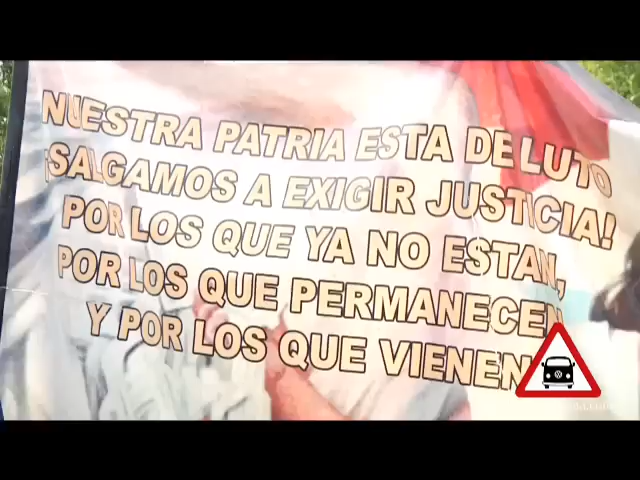 NUESTRA PATRIA ESTA DE LUTO
¡SALGAMOS A EXIGIR JUSTICIA!
POR LOS QUE YA NO ESTAN,
POR LOS QUE PERMANECEN
Y POR LOS QUE VIENEN